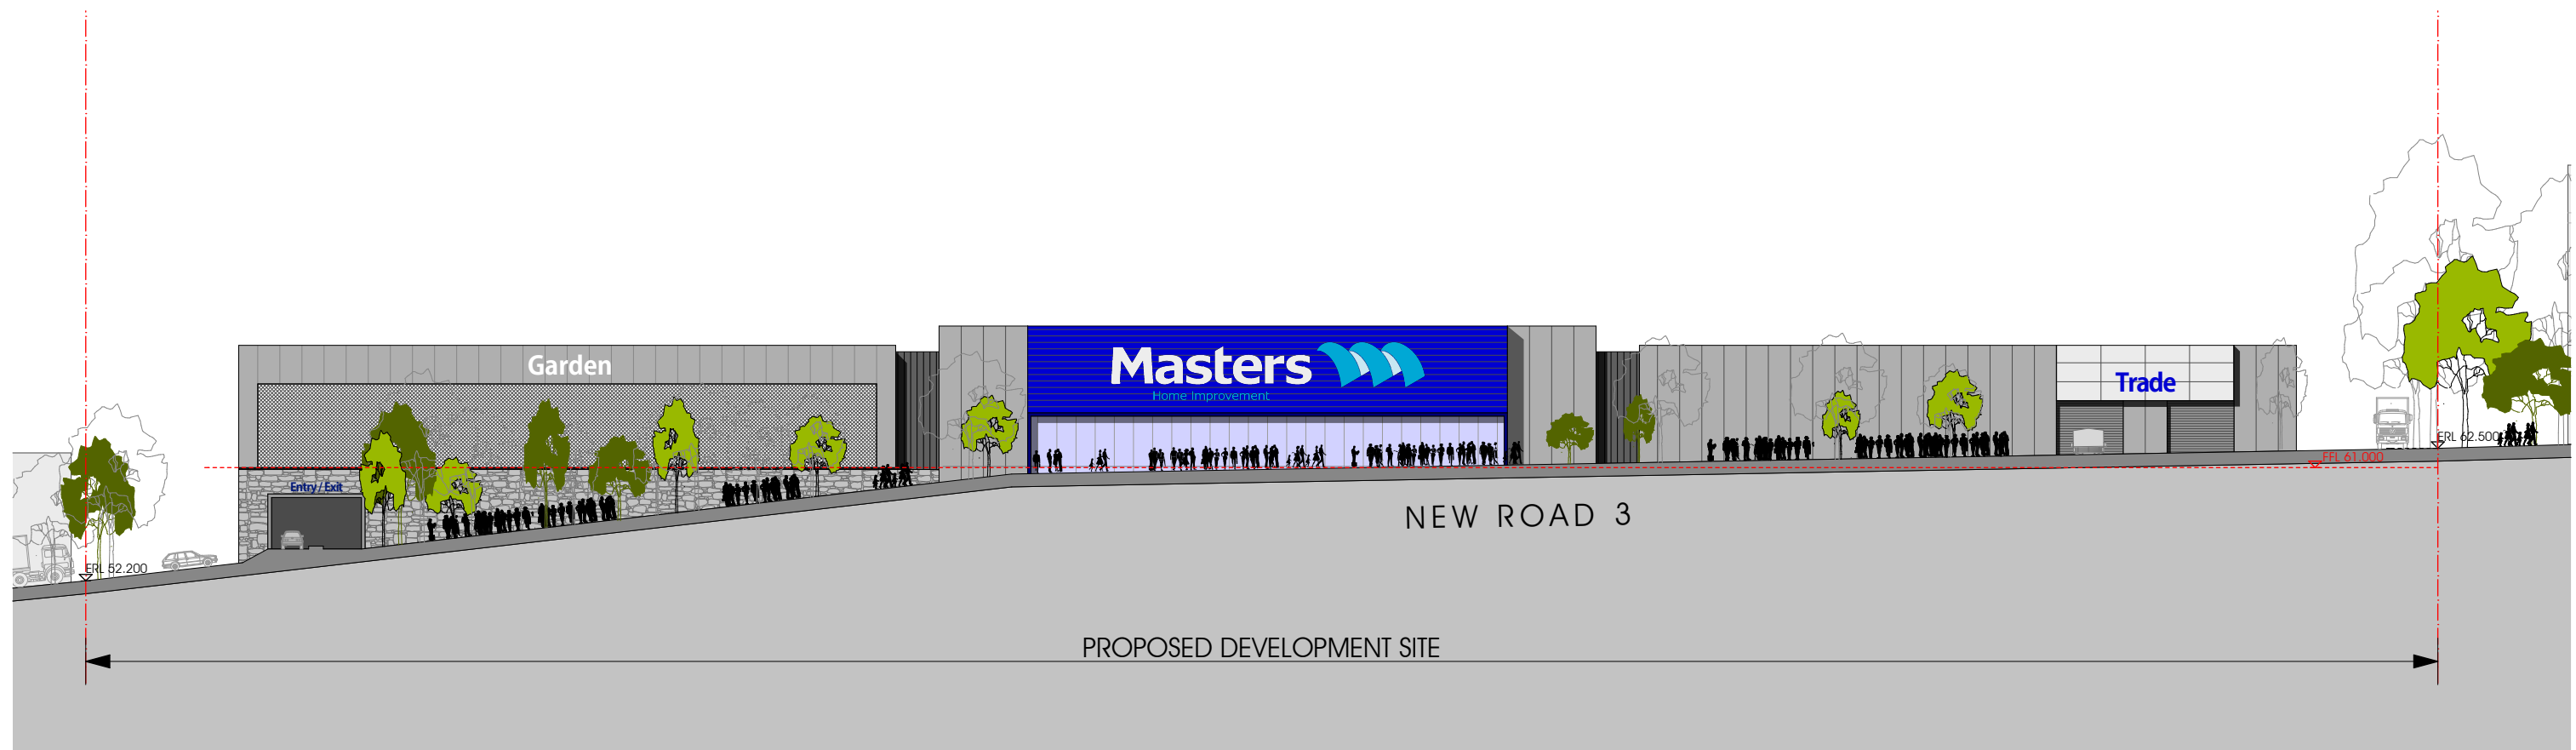 Garden
Masters
Home Improvement
Trade
Entry / Exit
ERL 62.500
FFL 61.000
NEW ROAD 3
ERL 52.200
PROPOSED DEVELOPMENT SITE